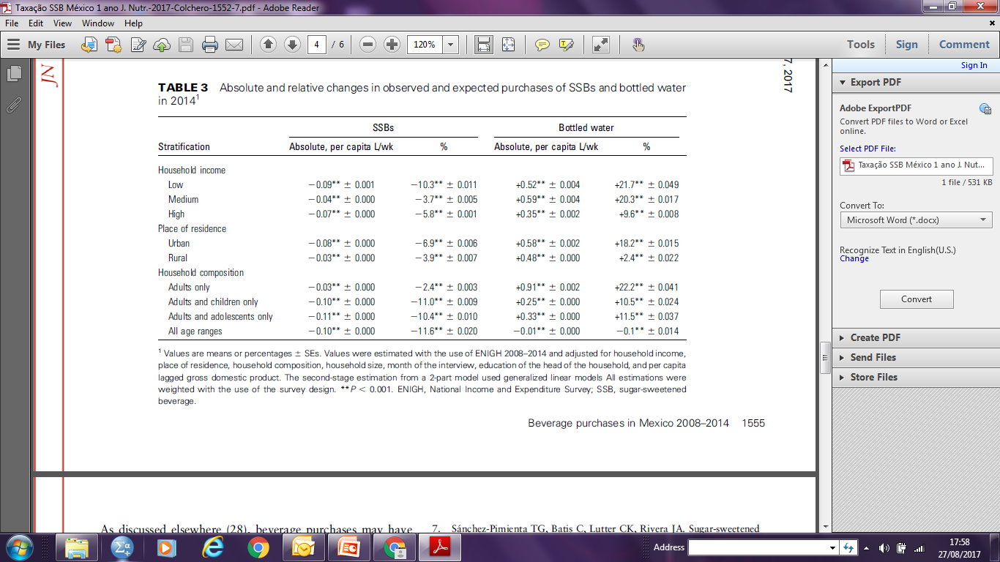 Taxação SSB México 1 ano J. Nutr.-2017-Colchero-1552-7.pdf - Adobe Reader
File Edit View Window Help
My Files 4 / 6 120% Tools Sign Comment
Sign In
JN
7, 2017
TABLE 3 Absolute and relative changes in observed and expected purchases of SSBs and bottled water
in 2014¹
SSBs Bottled water
Stratification Absolute, per capita L/wk % Absolute, per capita L/wk %
Household income
Low −0.09** ± 0.001 −10.3** ± 0.011 +0.52** ± 0.004 +21.7** ± 0.049
Medium −0.04** ± 0.000 −3.7** ± 0.005 +0.59** ± 0.004 +20.3** ± 0.017
High −0.07** ± 0.000 −5.8** ± 0.001 +0.35** ± 0.002 +9.6** ± 0.008
Place of residence
Urban −0.08** ± 0.000 −6.9** ± 0.006 +0.58** ± 0.002 +18.2** ± 0.015
Rural −0.03** ± 0.000 −3.9** ± 0.007 +0.48** ± 0.000 +2.4** ± 0.022
Household composition
Adults only −0.03** ± 0.000 −2.4** ± 0.003 +0.91** ± 0.002 +22.2** ± 0.041
Adults and children only −0.10** ± 0.000 −11.0** ± 0.009 +0.25** ± 0.000 +10.5** ± 0.024
Adults and adolescents only −0.11** ± 0.000 −10.4** ± 0.010 +0.33** ± 0.000 +11.5** ± 0.037
All age ranges −0.10** ± 0.000 −11.6** ± 0.020 −0.01** ± 0.000 −0.1** ± 0.014
¹ Values are means or percentages ± SEs. Values were estimated with the use of ENIGH 2008–2014 and adjusted for household income,
place of residence, household composition, household size, month of the interview, education of the head of the household, and per capita
lagged gross domestic product. The second-stage estimation from a 2-part model used generalized linear models All estimations were
weighted with the use of the survey design. **P < 0.001. ENIGH, National Income and Expenditure Survey; SSB, sugar-sweetened
beverage.
Beverage purchases in Mexico 2008–2014 1555
As discussed elsewhere (28), beverage purchases may have
7. Sánchez-Pimienta TG, Batis C, Lutter CK, Rivera JA. Sugar-sweetened
Export PDF
Adobe ExportPDF
Convert PDF files to Word or Excel
online.
Select PDF File:
Taxação SSB México 1 ano J. Nut...
1 file / 531 KB
Convert To:
Microsoft Word (*.docx)
Recognize Text in English(U.S.)
Change
Convert
Create PDF
Send Files
Store Files
Address
17:58
27/08/2017